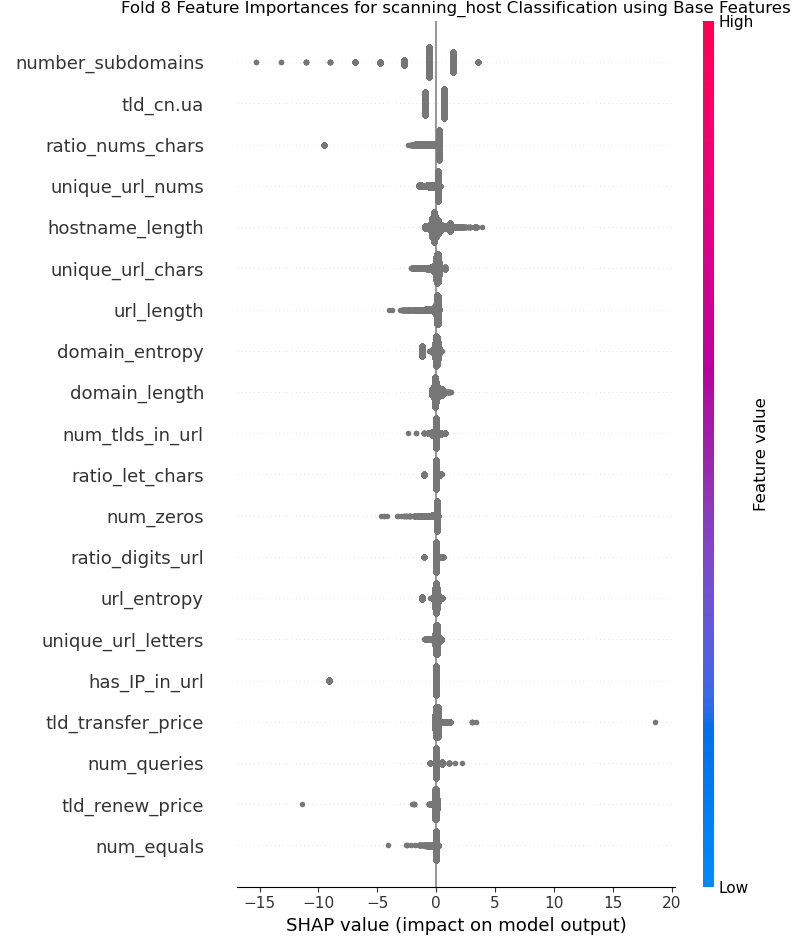 Fold 8 Feature Importances for scanning_host Classification using Base Features
High
number_subdomains
tld_cn.ua
ratio_nums_chars
unique_url_nums
hostname_length
unique_url_chars
url_length
domain_entropy
domain_length
num_tlds_in_url
ratio_let_chars
num_zeros
ratio_digits_url
url_entropy
unique_url_letters
has_IP_in_url
tld_transfer_price
num_queries
tld_renew_price
num_equals
Feature value
Low
−15 −10 −5 0 5 10 15 20
SHAP value (impact on model output)